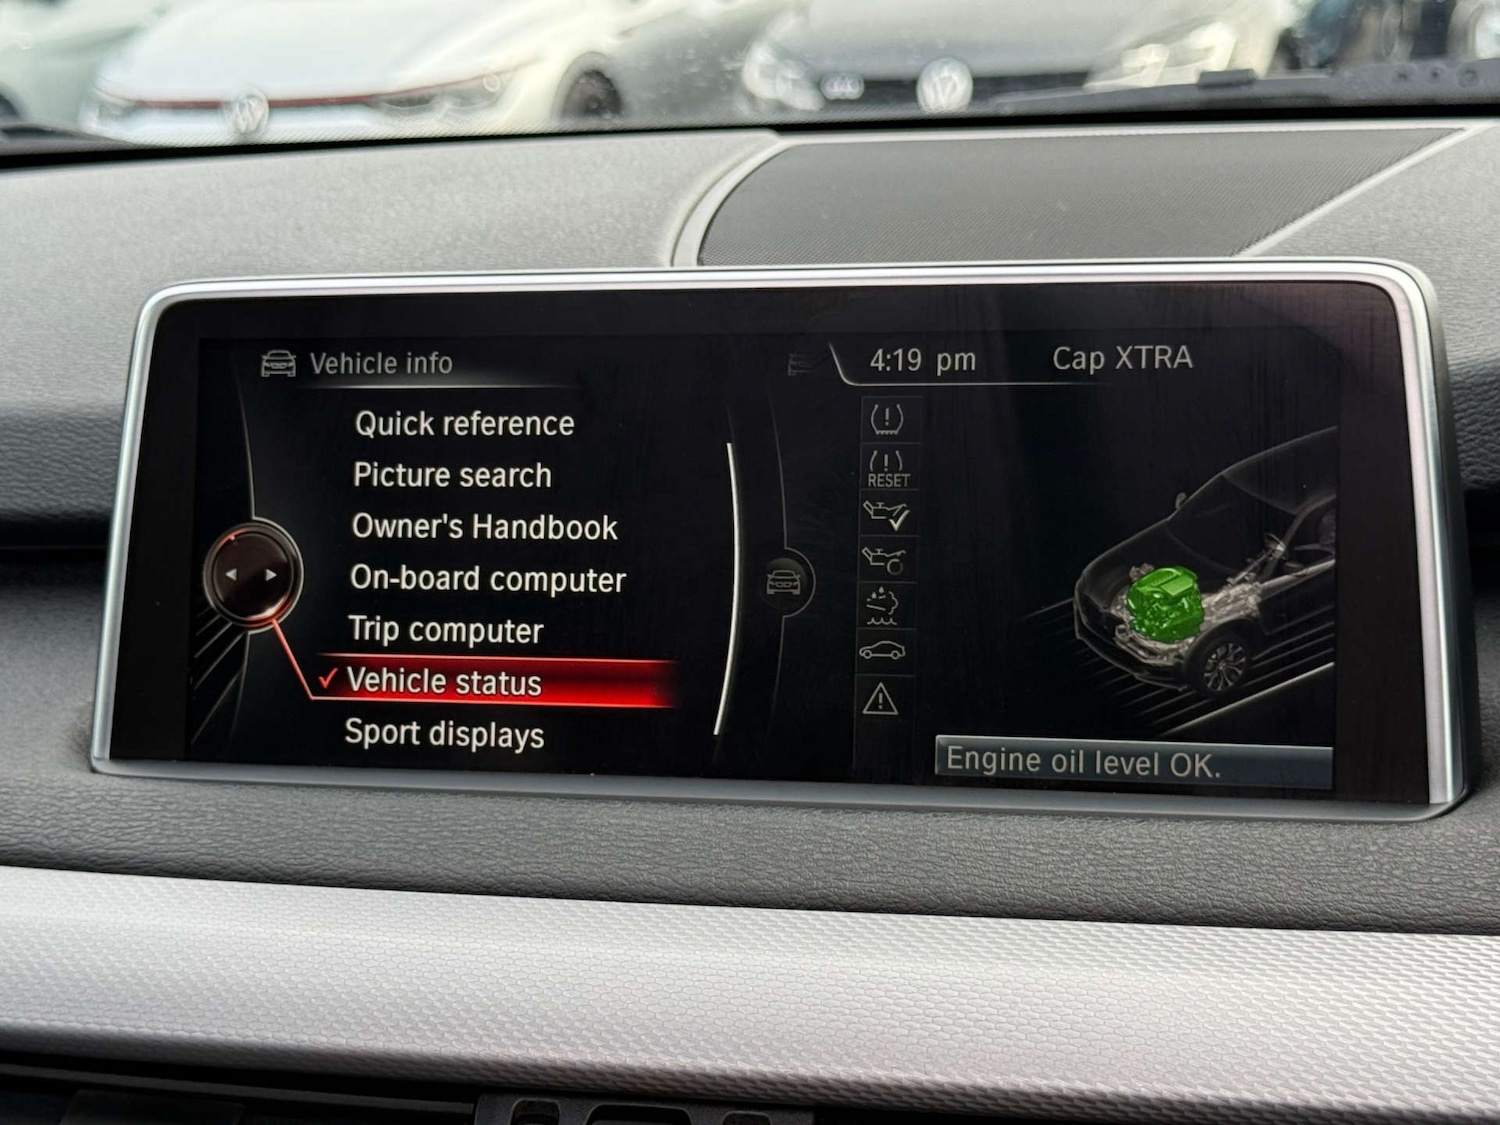 Vehicle info
Quick reference
Picture search
Owner's Handbook
On-board computer
Trip computer
Vehicle status
Sport displays
4:19 pm
Cap XTRA
RESET
Engine oil level OK.